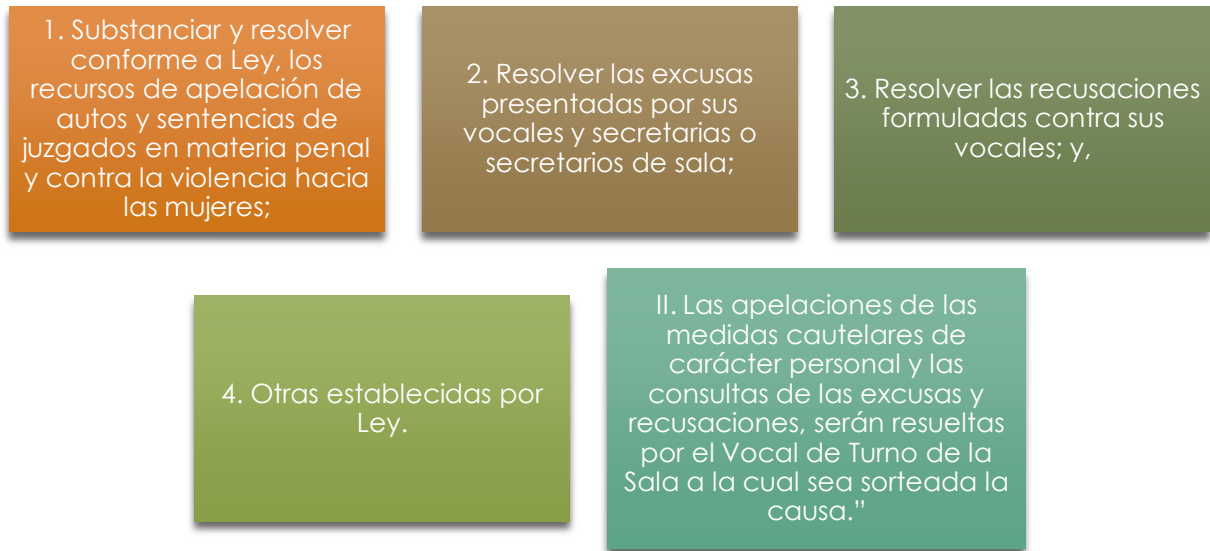 1. Substanciar y resolver
conforme a Ley, los
recursos de apelación de
autos y sentencias de
juzgados en materia penal
y contra la violencia hacia
las mujeres;
2. Resolver las excusas
presentadas por sus
vocales y secretarias o
secretarios de sala;
3. Resolver las recusaciones
formuladas contra sus
vocales; y,
4. Otras establecidas por
Ley.
II. Las apelaciones de las
medidas cautelares de
carácter personal y las
consultas de las excusas y
recusaciones, serán resueltas
por el Vocal de Turno de la
Sala a la cual sea sorteada la
causa.”